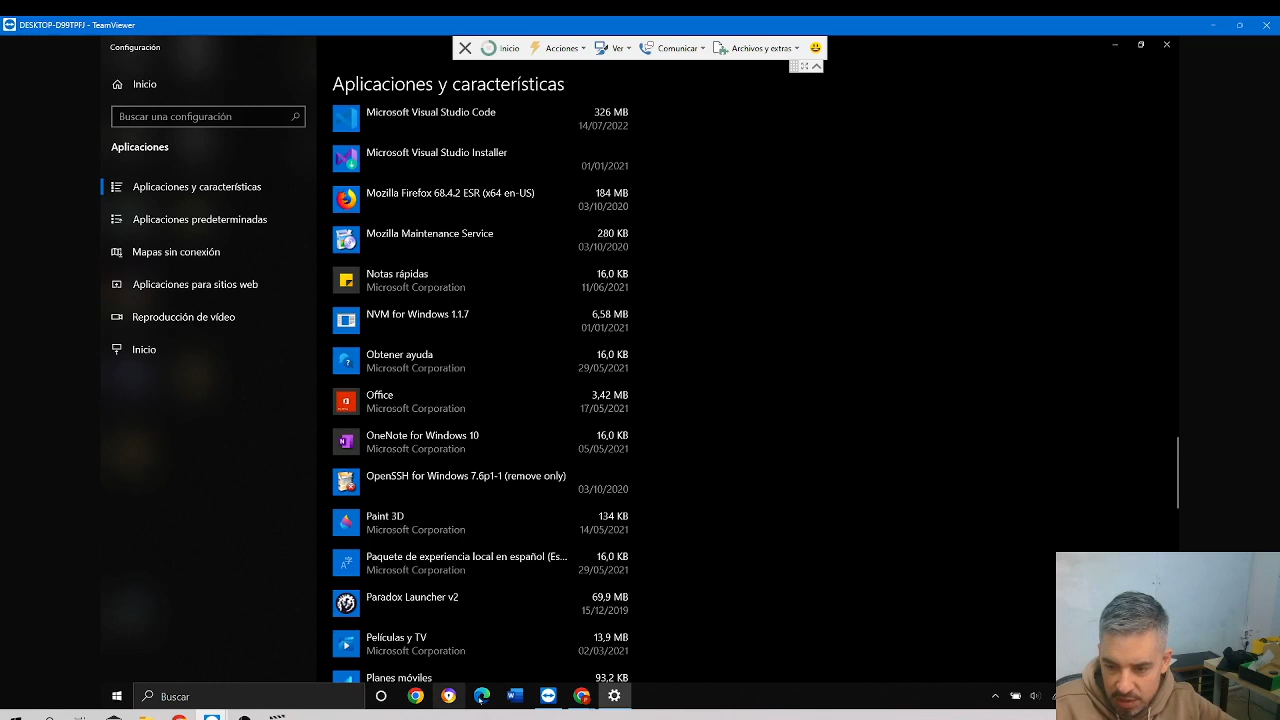 DESKTOP-D99TPFJ - TeamViewer
Configuración
Inicio
Acciones
Ver
Comunicar
Archivos y extras
Inicio
Buscar una configuración
Aplicaciones
Aplicaciones y características
Aplicaciones predeterminadas
Mapas sin conexión
Aplicaciones para sitios web
Reproducción de vídeo
Inicio
Aplicaciones y características
Microsoft Visual Studio Code 326 MB
14/07/2022
Microsoft Visual Studio Installer
01/01/2021
Mozilla Firefox 68.4.2 ESR (x64 en-US) 184 MB
03/10/2020
Mozilla Maintenance Service 280 KB
03/10/2020
Notas rápidas 16,0 KB
Microsoft Corporation 11/06/2021
NVM for Windows 1.1.7 6,58 MB
01/01/2021
Obtener ayuda 16,0 KB
Microsoft Corporation 29/05/2021
Office 3,42 MB
Microsoft Corporation 17/05/2021
OneNote for Windows 10 16,0 KB
Microsoft Corporation 05/05/2021
OpenSSH for Windows 7.6p1-1 (remove only)
03/10/2020
Paint 3D 134 KB
Microsoft Corporation 14/05/2021
Paquete de experiencia local en español (Es... 16,0 KB
Microsoft Corporation 29/05/2021
Paradox Launcher v2 69,9 MB
15/12/2019
Películas y TV 13,9 MB
Microsoft Corporation 02/03/2021
Planes móviles 93,2 KB
Buscar